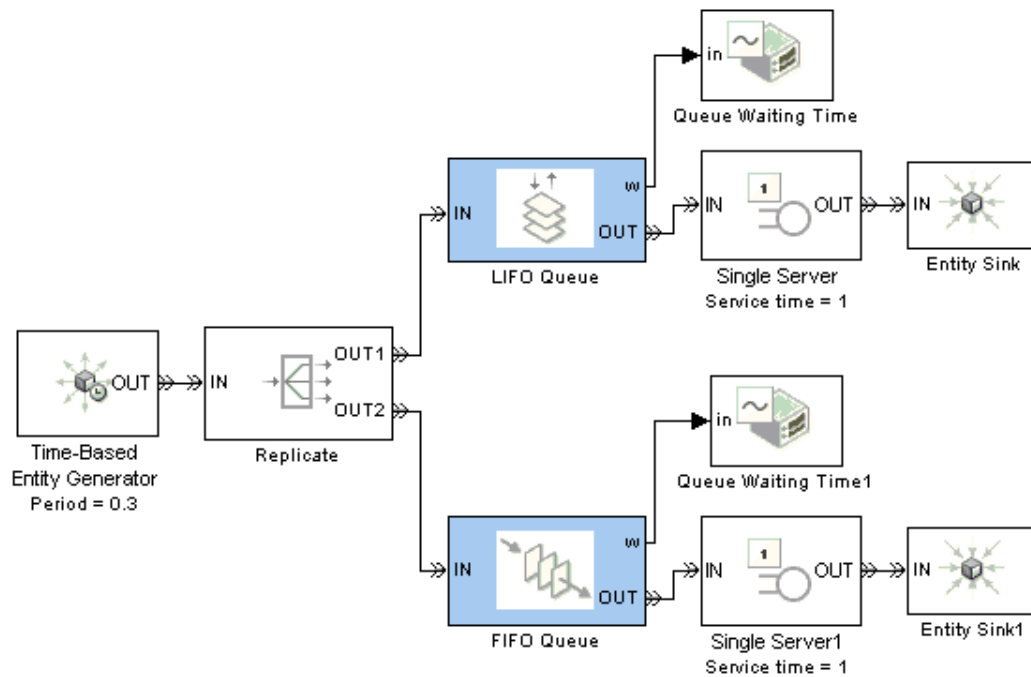 in
Queue Waiting Time
IN
w
OUT
LIFO Queue
IN
1
OUT
Single Server
Service time = 1
Entity Sink
OUT
Time-Based
Entity Generator
Period = 0.3
IN
OUT1
OUT2
Replicate
in
Queue Waiting Time1
IN
w
OUT
FIFO Queue
IN
1
OUT
Single Server1
Service time = 1
IN
Entity Sink1
IN